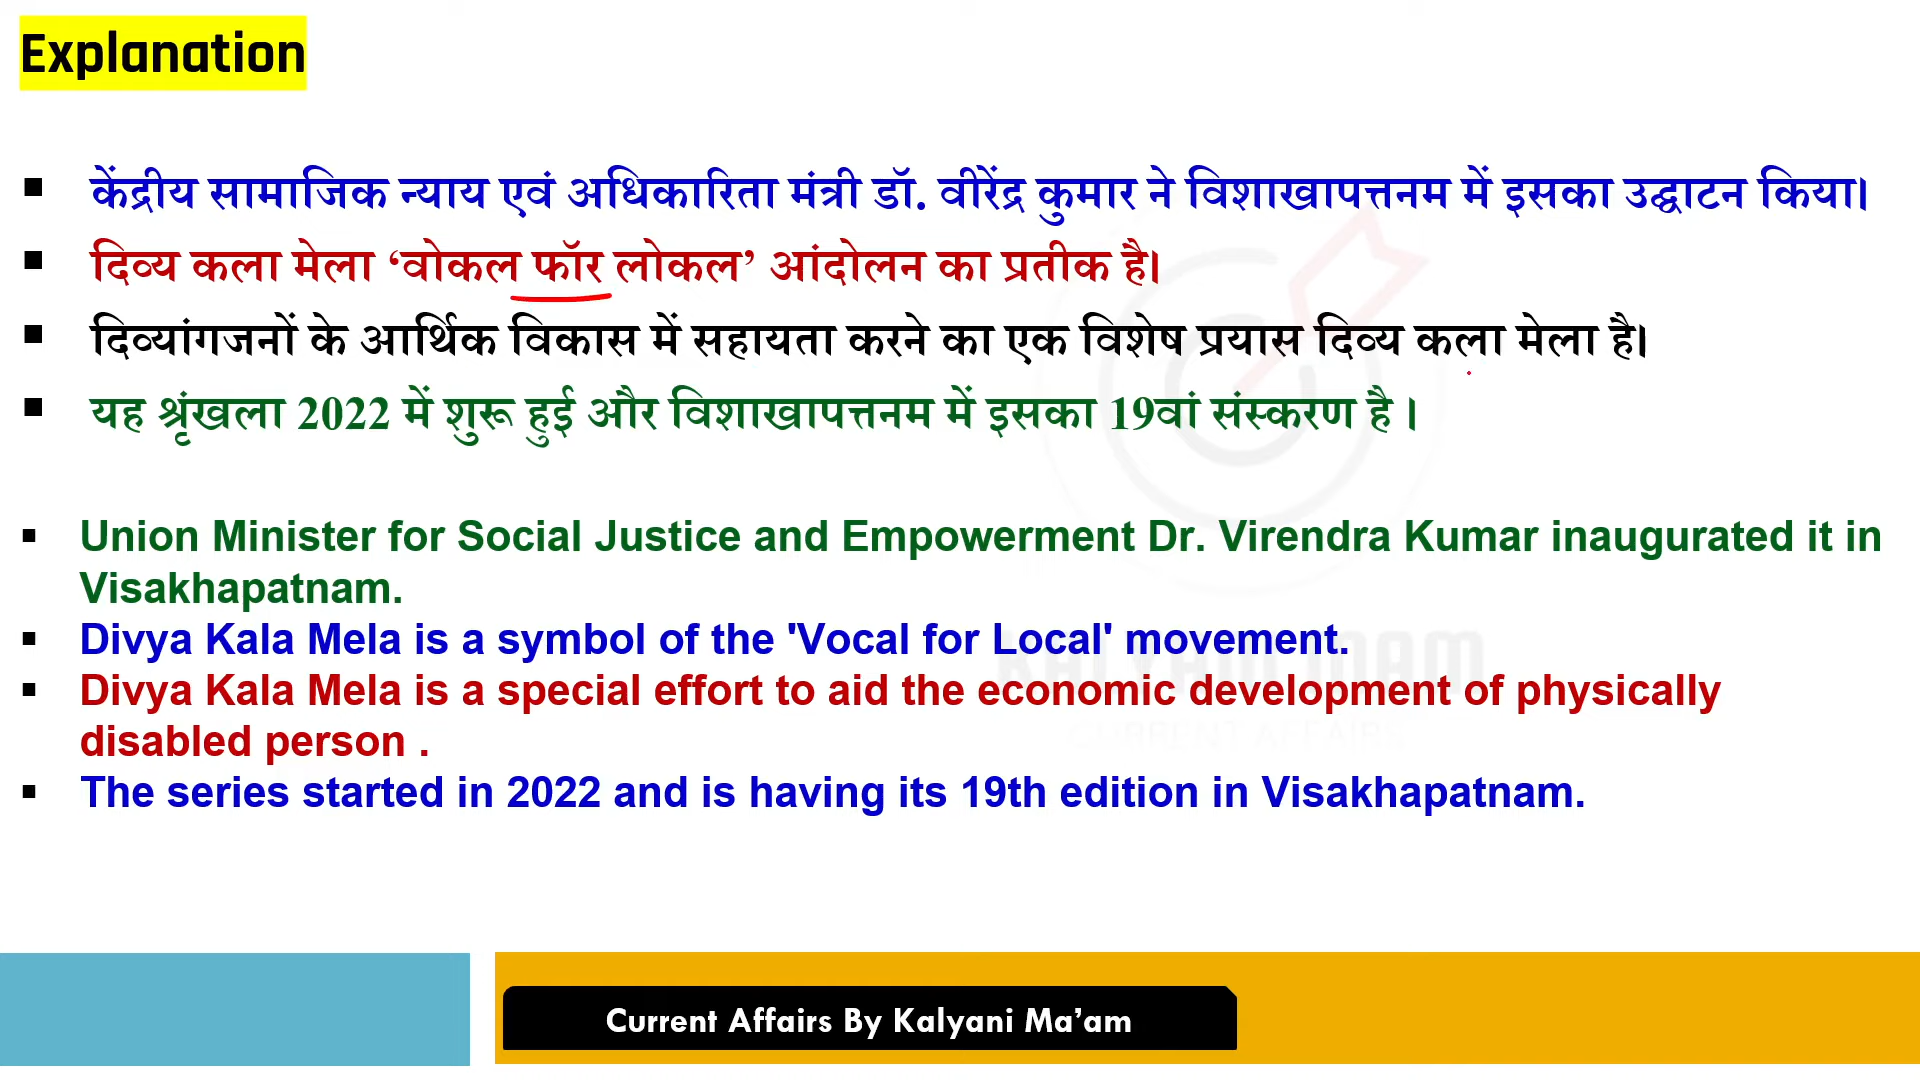 Explanation
▪ केंद्रीय सामाजिक न्याय एवं अधिकारिता मंत्री डॉ. वीरेंद्र कुमार ने विशाखापत्तनम में इसका उद्घाटन किया।
▪ दिव्य कला मेला ‘वोकल फॉर लोकल’ आंदोलन का प्रतीक है।
▪ दिव्यांगजनों के आर्थिक विकास में सहायता करने का एक विशेष प्रयास दिव्य कला मेला है।
▪ यह श्रृंखला 2022 में शुरू हुई और विशाखापत्तनम में इसका 19वां संस्करण है ।
▪ Union Minister for Social Justice and Empowerment Dr. Virendra Kumar inaugurated it in
Visakhapatnam.
▪ Divya Kala Mela is a symbol of the 'Vocal for Local' movement.
▪ Divya Kala Mela is a special effort to aid the economic development of physically
disabled person .
▪ The series started in 2022 and is having its 19th edition in Visakhapatnam.
KALYANI MAM
CURRENT AFFAIRS
Current Affairs By Kalyani Ma’am